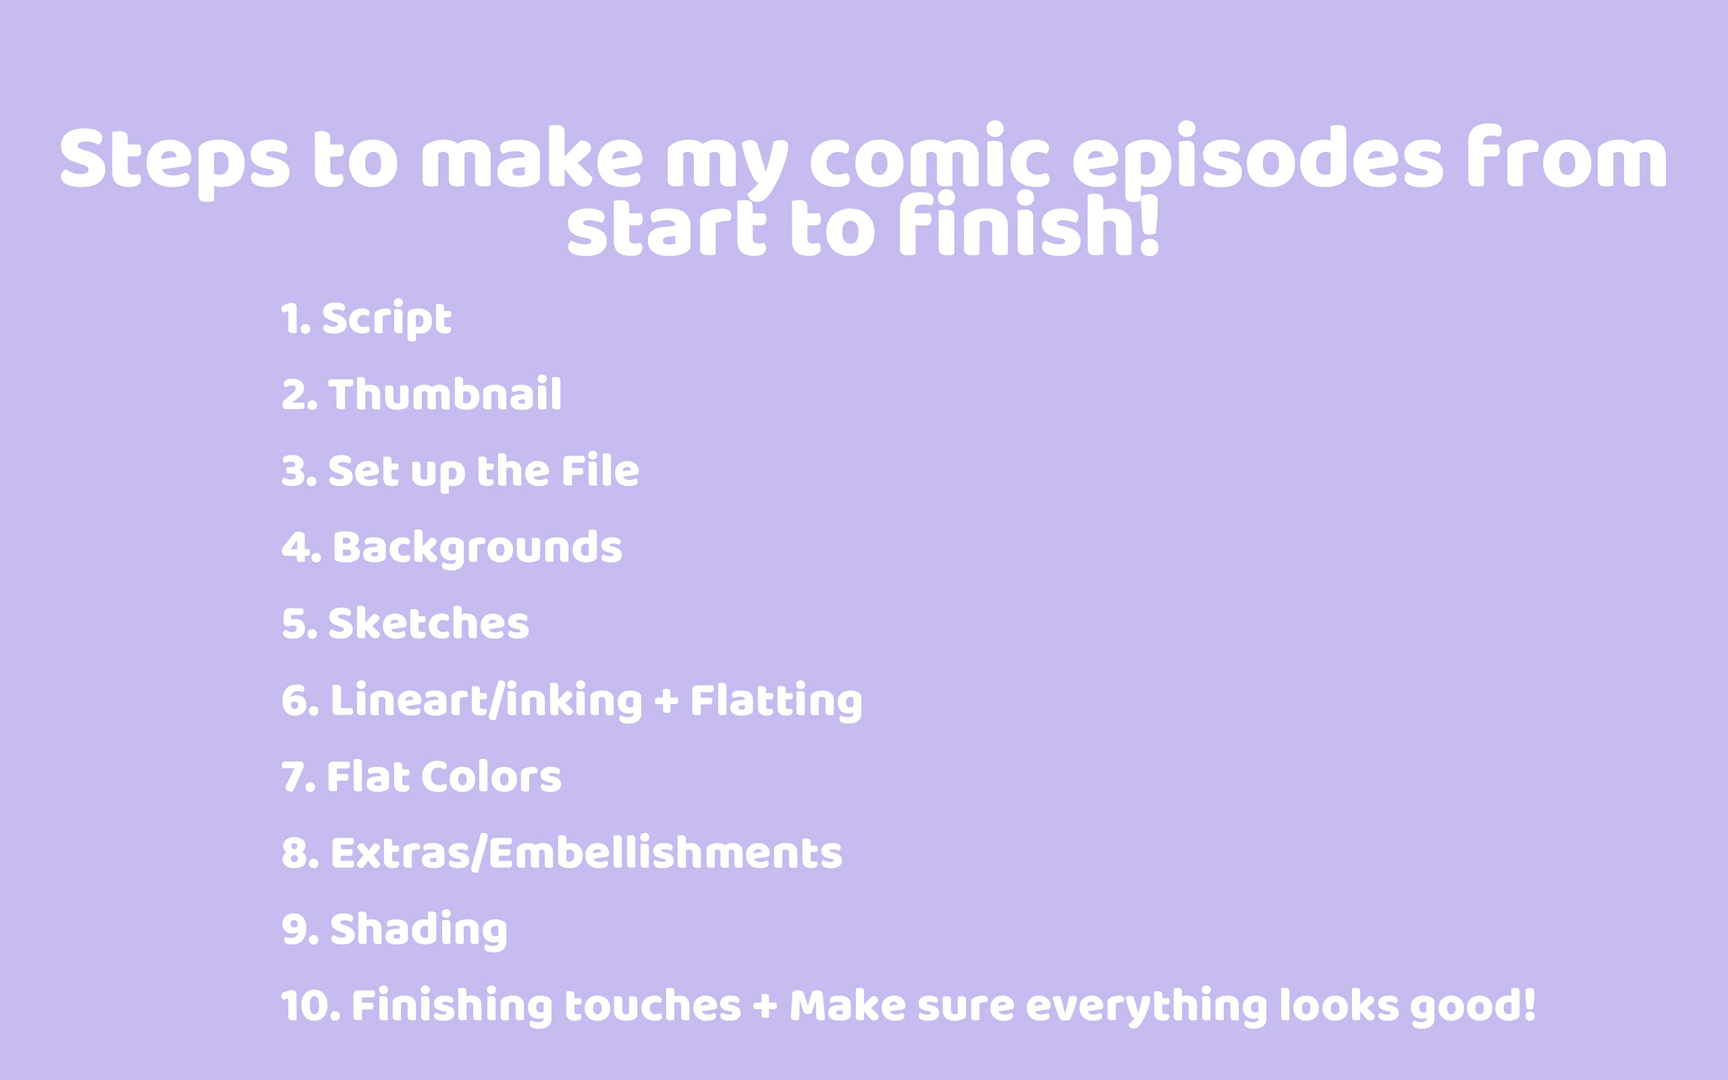 Steps to make my comic episodes from
start to finish!
1. Script
2. Thumbnail
3. Set up the File
4. Backgrounds
5. Sketches
6. Lineart/inking + Flatting
7. Flat Colors
8. Extras/Embellishments
9. Shading
10. Finishing touches + Make sure everything looks good!